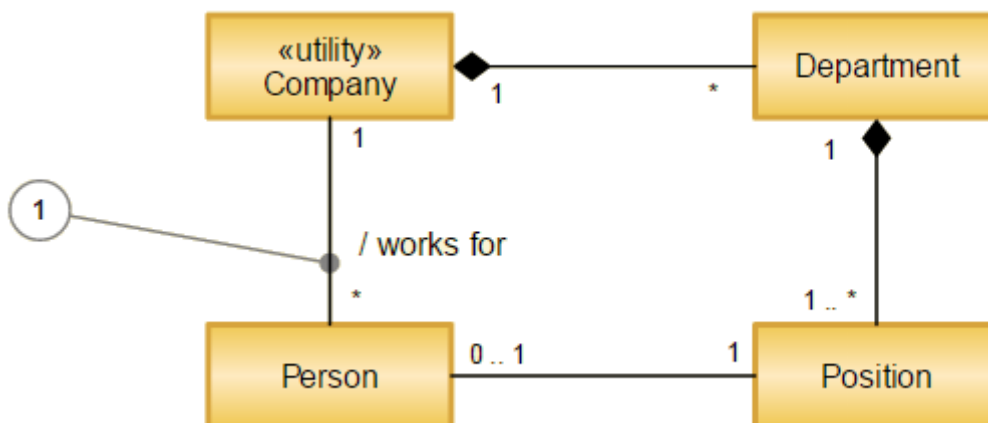 «utility»
Company
Department
1
*
1
1
1
/ works for
*
1 .. *
Person
0 .. 1
1
Position